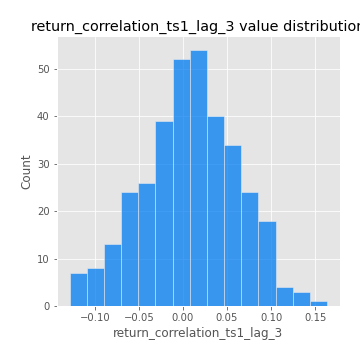 return_correlation_ts1_lag_3 value distribution
Count
50
40
30
20
10
0
−0.10 −0.05 0.00 0.05 0.10 0.15
return_correlation_ts1_lag_3